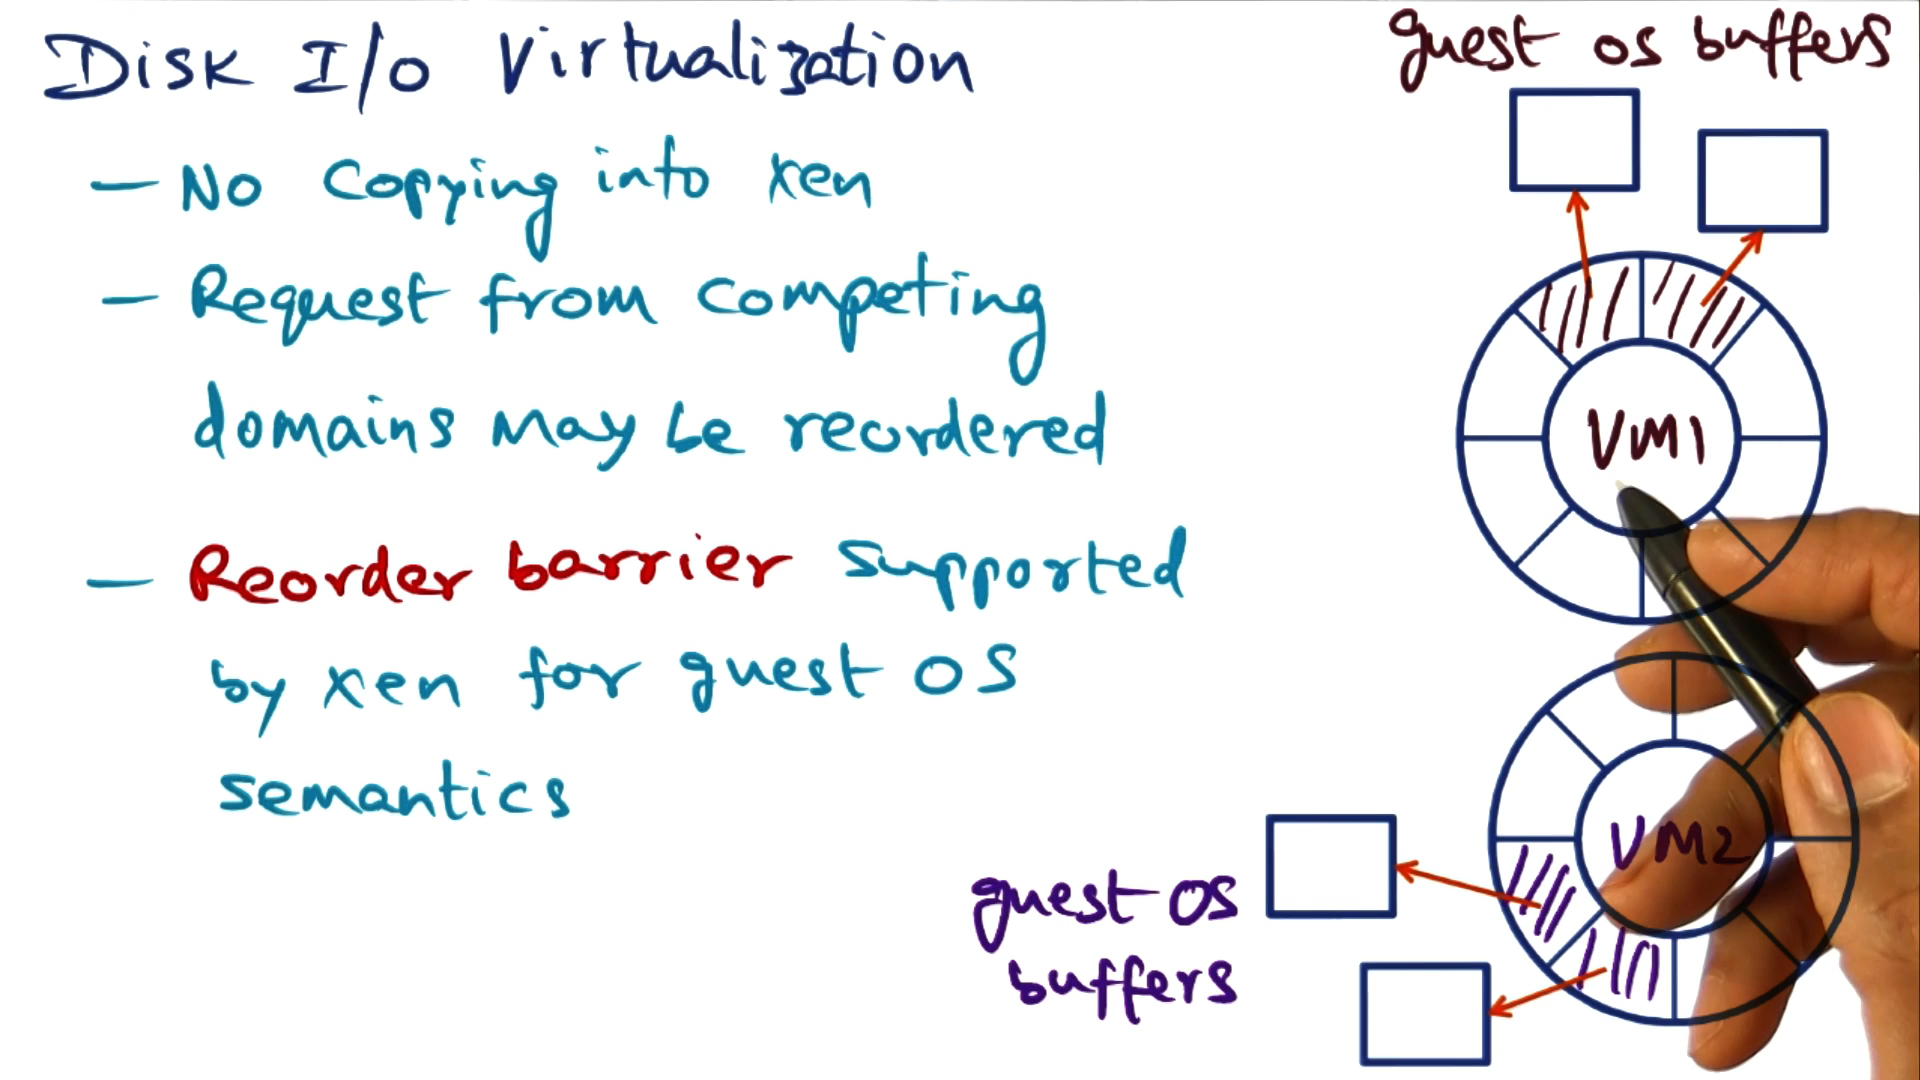 Disk I/o Virtualization
guest os buffers
– No Copying into xen
– Request from competing
domains may be reordered
VM1
– Reorder barrier supported
by xen for guest OS
semantics
VM2
guest OS
buffers